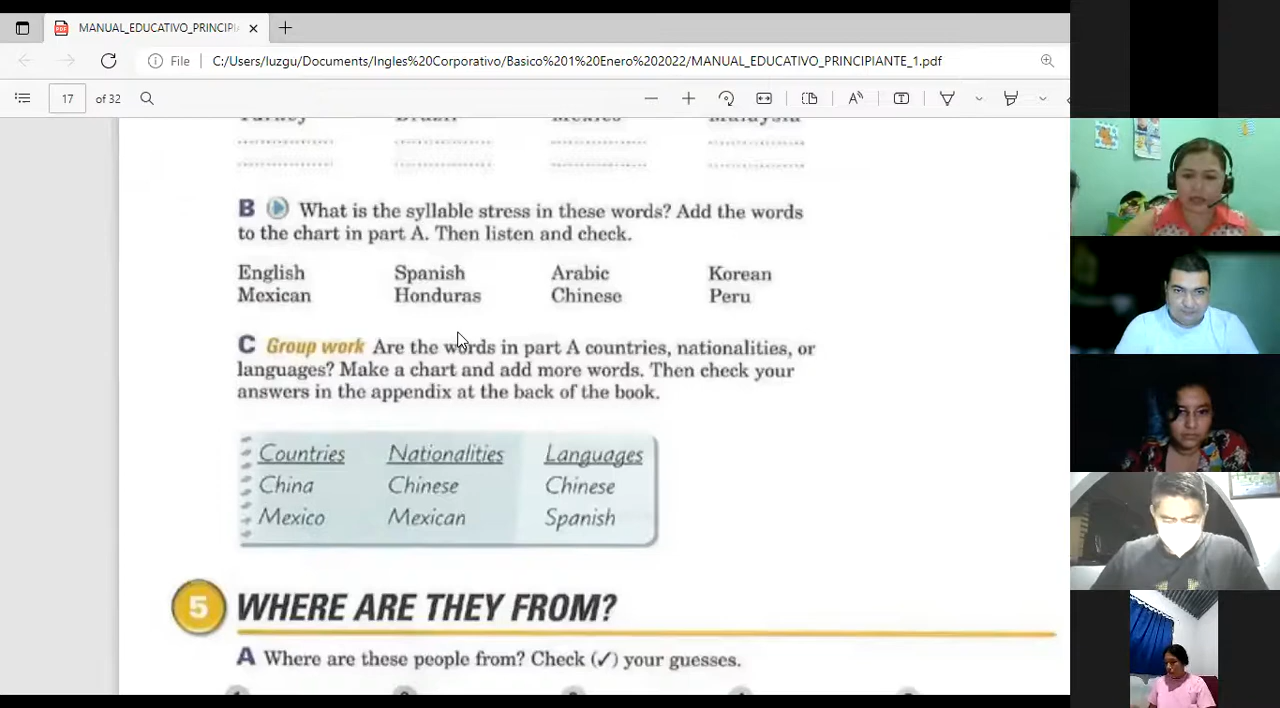 MANUAL_EDUCATIVO_PRINCIPI
File C:/Users/luzgu/Documents/Ingles%20Corporativo/Basico%201%20Enero%202022/MANUAL_EDUCATIVO_PRINCIPIANTE_1.pdf
17 of 32
Turkey Brazil Mexico Malaysia
B What is the syllable stress in these words? Add the words
to the chart in part A. Then listen and check.
English Spanish Arabic Korean
Mexican Honduras Chinese Peru
C Group work Are the words in part A countries, nationalities, or
languages? Make a chart and add more words. Then check your
answers in the appendix at the back of the book.
Countries Nationalities Languages
China Chinese Chinese
Mexico Mexican Spanish
5 WHERE ARE THEY FROM?
A Where are these people from? Check (✓) your guesses.